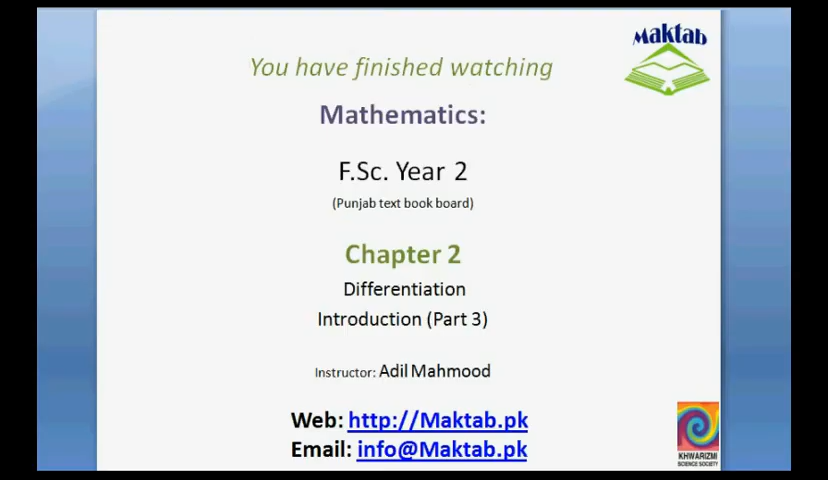 Maktab
You have finished watching
Mathematics:
F.Sc. Year 2
(Punjab text book board)
Chapter 2
Differentiation
Introduction (Part 3)
Instructor: Adil Mahmood
Web: http://Maktab.pk
Email: info@Maktab.pk
KHWARIZMI
SCIENCE SOCIETY